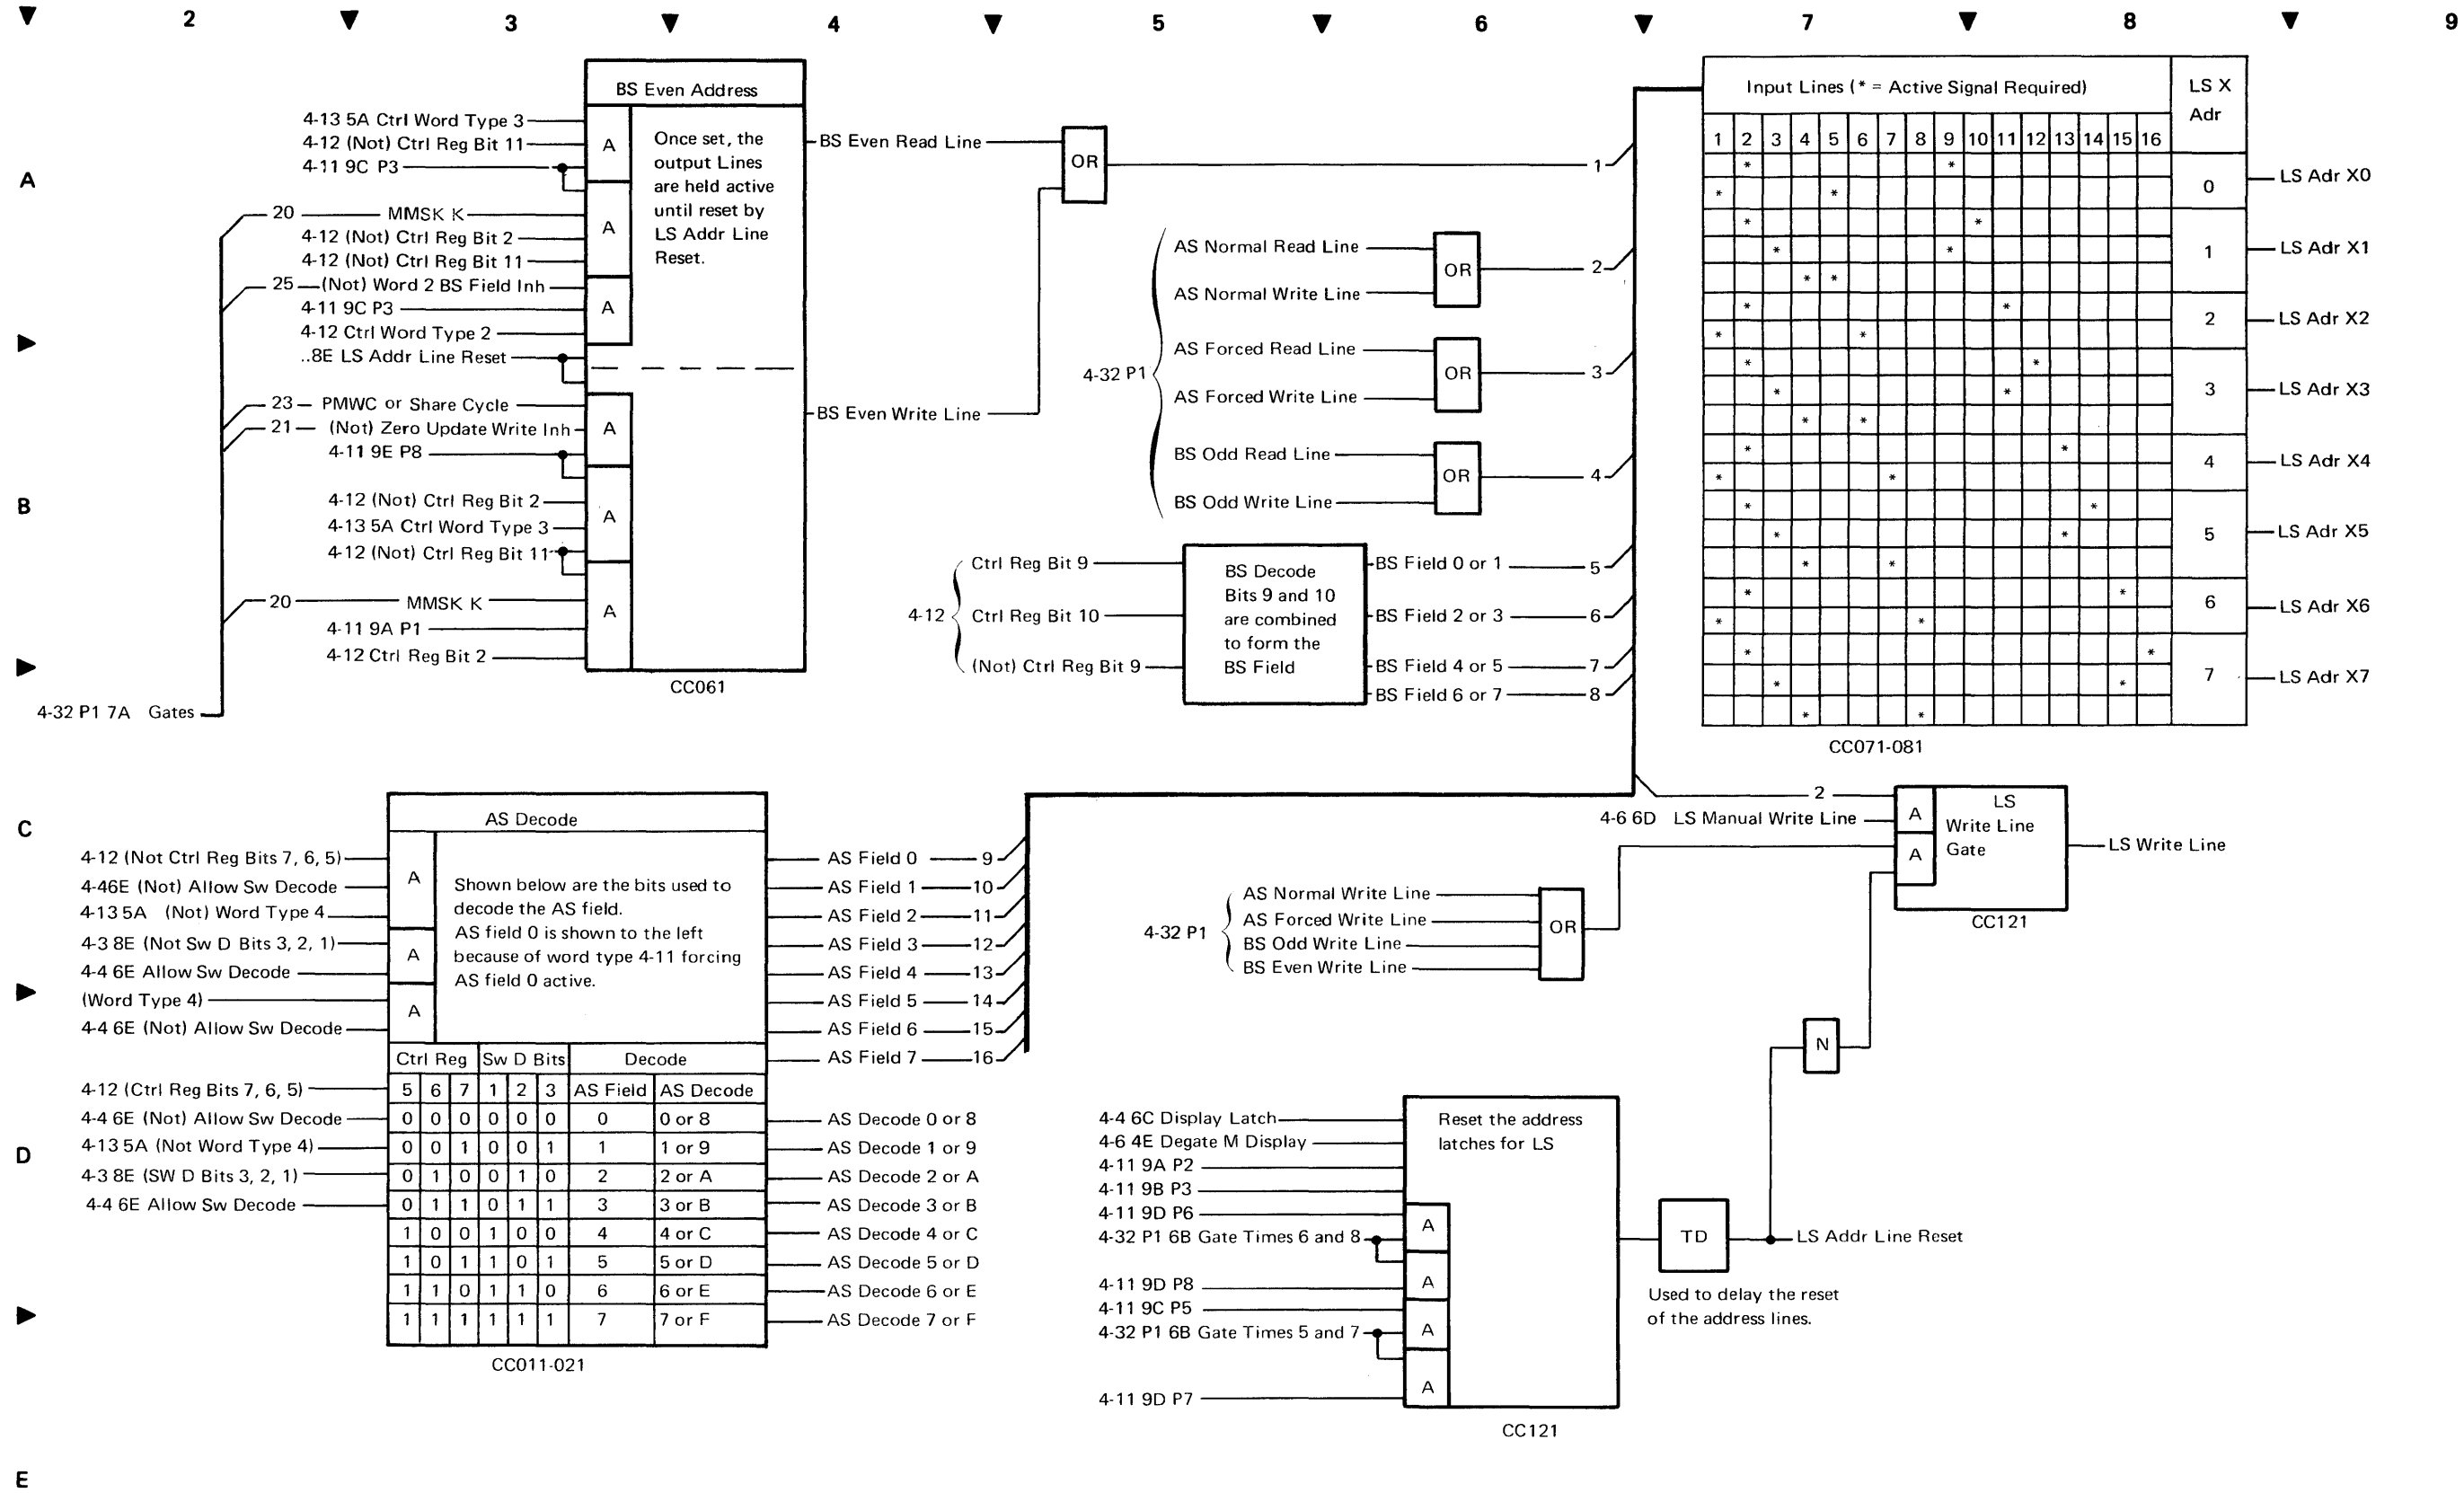 2 3 4 5 6 7 8 9
A
B
C
D
E
BS Even Address
4-13 5A Ctrl Word Type 3
4-12 (Not) Ctrl Reg Bit 11
4-11 9C P3
A
20 MMSK K
4-12 (Not) Ctrl Reg Bit 2
4-12 (Not) Ctrl Reg Bit 11
A
25 (Not) Word 2 BS Field Inh
4-11 9C P3
4-12 Ctrl Word Type 2
A
..8E LS Addr Line Reset
23 PMWC or Share Cycle
21 (Not) Zero Update Write Inh
4-11 9E P8
A
4-12 (Not) Ctrl Reg Bit 2
4-13 5A Ctrl Word Type 3
4-12 (Not) Ctrl Reg Bit 11
A
20 MMSK K
4-11 9A P1
4-12 Ctrl Reg Bit 2
A
4-32 P1 7A Gates
Once set, the
output Lines
are held active
until reset by
LS Addr Line
Reset.
CC061
BS Even Read Line
BS Even Write Line
OR
1
4-32 P1
AS Normal Read Line
AS Normal Write Line
OR
2
AS Forced Read Line
AS Forced Write Line
OR
3
BS Odd Read Line
BS Odd Write Line
OR
4
4-12
Ctrl Reg Bit 9
Ctrl Reg Bit 10
(Not) Ctrl Reg Bit 9
BS Decode
Bits 9 and 10
are combined
to form the
BS Field
BS Field 0 or 1 5
BS Field 2 or 3 6
BS Field 4 or 5 7
BS Field 6 or 7 8
Input Lines (* = Active Signal Required)
LS X
Adr
1 2 3 4 5 6 7 8 9 10 11 12 13 14 15 16
* *
* *
0 LS Adr X0
* *
* *
* *
1 LS Adr X1
* *
* *
2 LS Adr X2
* *
* *
* *
3 LS Adr X3
* *
* *
4 LS Adr X4
* *
* *
* *
5 LS Adr X5
* *
* *
6 LS Adr X6
* *
* *
* *
7 LS Adr X7
CC071-081
AS Decode
4-12 (Not Ctrl Reg Bits 7, 6, 5)
4-46E (Not) Allow Sw Decode
4-13 5A (Not) Word Type 4
A
4-3 8E (Not Sw D Bits 3, 2, 1)
4-4 6E Allow Sw Decode
A
(Word Type 4)
4-4 6E (Not) Allow Sw Decode
A
Shown below are the bits used to
decode the AS field.
AS field 0 is shown to the left
because of word type 4-11 forcing
AS field 0 active.
AS Field 0 9
AS Field 1 10
AS Field 2 11
AS Field 3 12
AS Field 4 13
AS Field 5 14
AS Field 6 15
AS Field 7 16
Ctrl Reg Sw D Bits Decode
4-12 (Ctrl Reg Bits 7, 6, 5)
4-4 6E (Not) Allow Sw Decode
4-13 5A (Not Word Type 4)
4-3 8E (SW D Bits 3, 2, 1)
4-4 6E Allow Sw Decode
5 6 7 1 2 3 AS Field AS Decode
0 0 0 0 0 0 0 0 or 8 AS Decode 0 or 8
0 0 1 0 0 1 1 1 or 9 AS Decode 1 or 9
0 1 0 0 1 0 2 2 or A AS Decode 2 or A
0 1 1 0 1 1 3 3 or B AS Decode 3 or B
1 0 0 1 0 0 4 4 or C AS Decode 4 or C
1 0 1 1 0 1 5 5 or D AS Decode 5 or D
1 1 0 1 1 0 6 6 or E AS Decode 6 or E
1 1 1 1 1 1 7 7 or F AS Decode 7 or F
CC011-021
2
4-6 6D LS Manual Write Line
A
A
LS
Write Line
Gate
LS Write Line
CC121
4-32 P1
AS Normal Write Line
AS Forced Write Line
BS Odd Write Line
BS Even Write Line
OR
N
4-4 6C Display Latch
4-6 4E Degate M Display
4-11 9A P2
4-11 9B P3
4-11 9D P6
4-32 P1 6B Gate Times 6 and 8
4-11 9D P8
4-11 9C P5
4-32 P1 6B Gate Times 5 and 7
4-11 9D P7
A
A
A
A
Reset the address
latches for LS
CC121
TD
LS Addr Line Reset
Used to delay the reset
of the address lines.